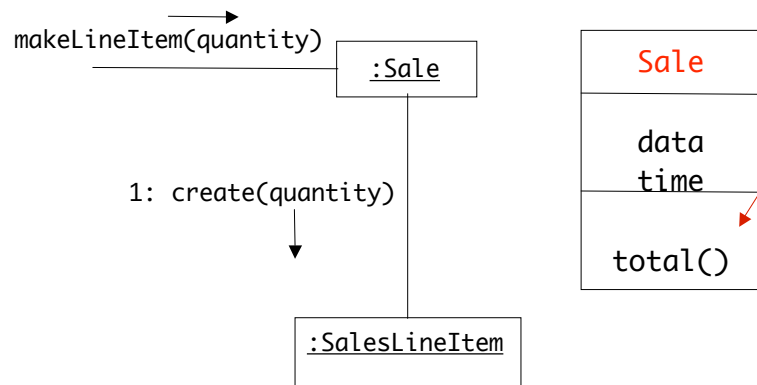 makeLineItem(quantity)
:Sale
1: create(quantity)
:SalesLineItem
Sale
data
time
total()